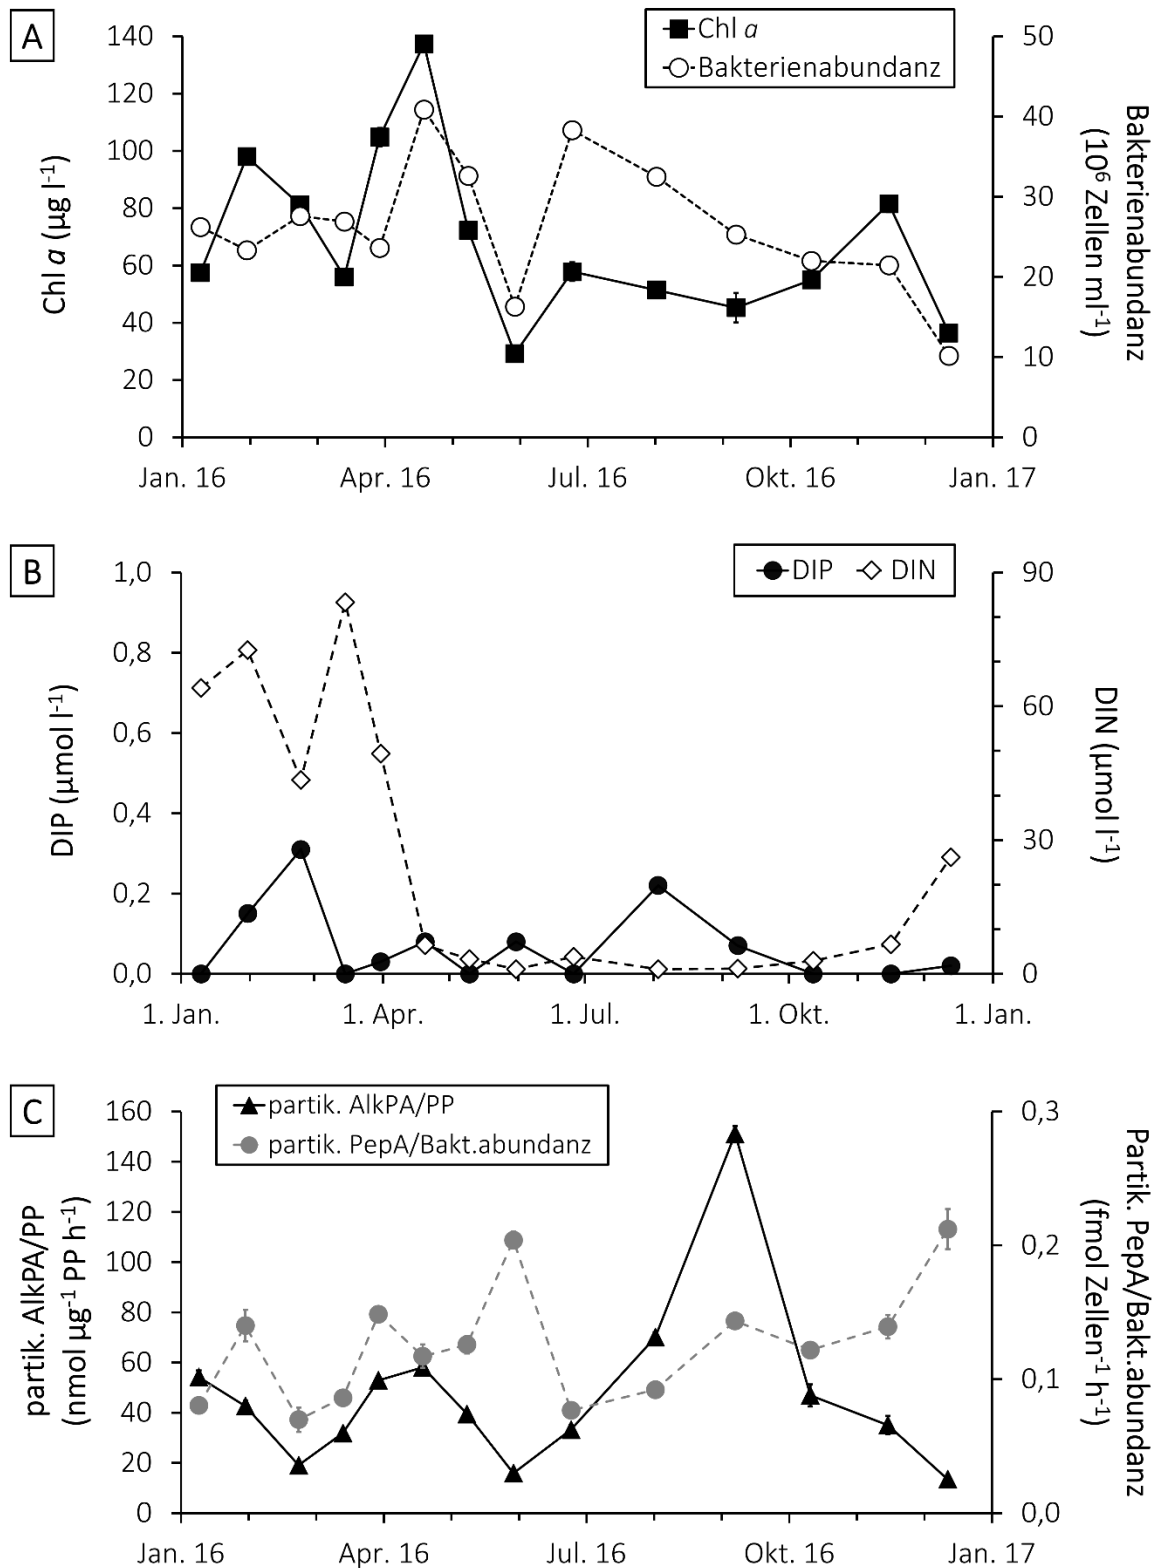 A
Chl a
Bakterienabundanz
140
120
100
80
60
40
20
0
Chl a (µg l⁻¹)
50
40
30
20
10
0
Bakterienabundanz
(10⁶ Zellen ml⁻¹)
Jan. 16
Apr. 16
Jul. 16
Okt. 16
Jan. 17
B
DIP
DIN
1,0
0,8
0,6
0,4
0,2
0,0
DIP (µmol l⁻¹)
90
60
30
0
DIN (µmol l⁻¹)
1. Jan.
1. Apr.
1. Jul.
1. Okt.
1. Jan.
C
partik. AlkPA/PP
partik. PepA/Bakt.abundanz
160
140
120
100
80
60
40
20
0
partik. AlkPA/PP
(nmol µg⁻¹ PP h⁻¹)
0,3
0,2
0,1
0,0
Partik. PepA/Bakt.abundanz
(fmol Zellen⁻¹ h⁻¹)
Jan. 16
Apr. 16
Jul. 16
Okt. 16
Jan. 17